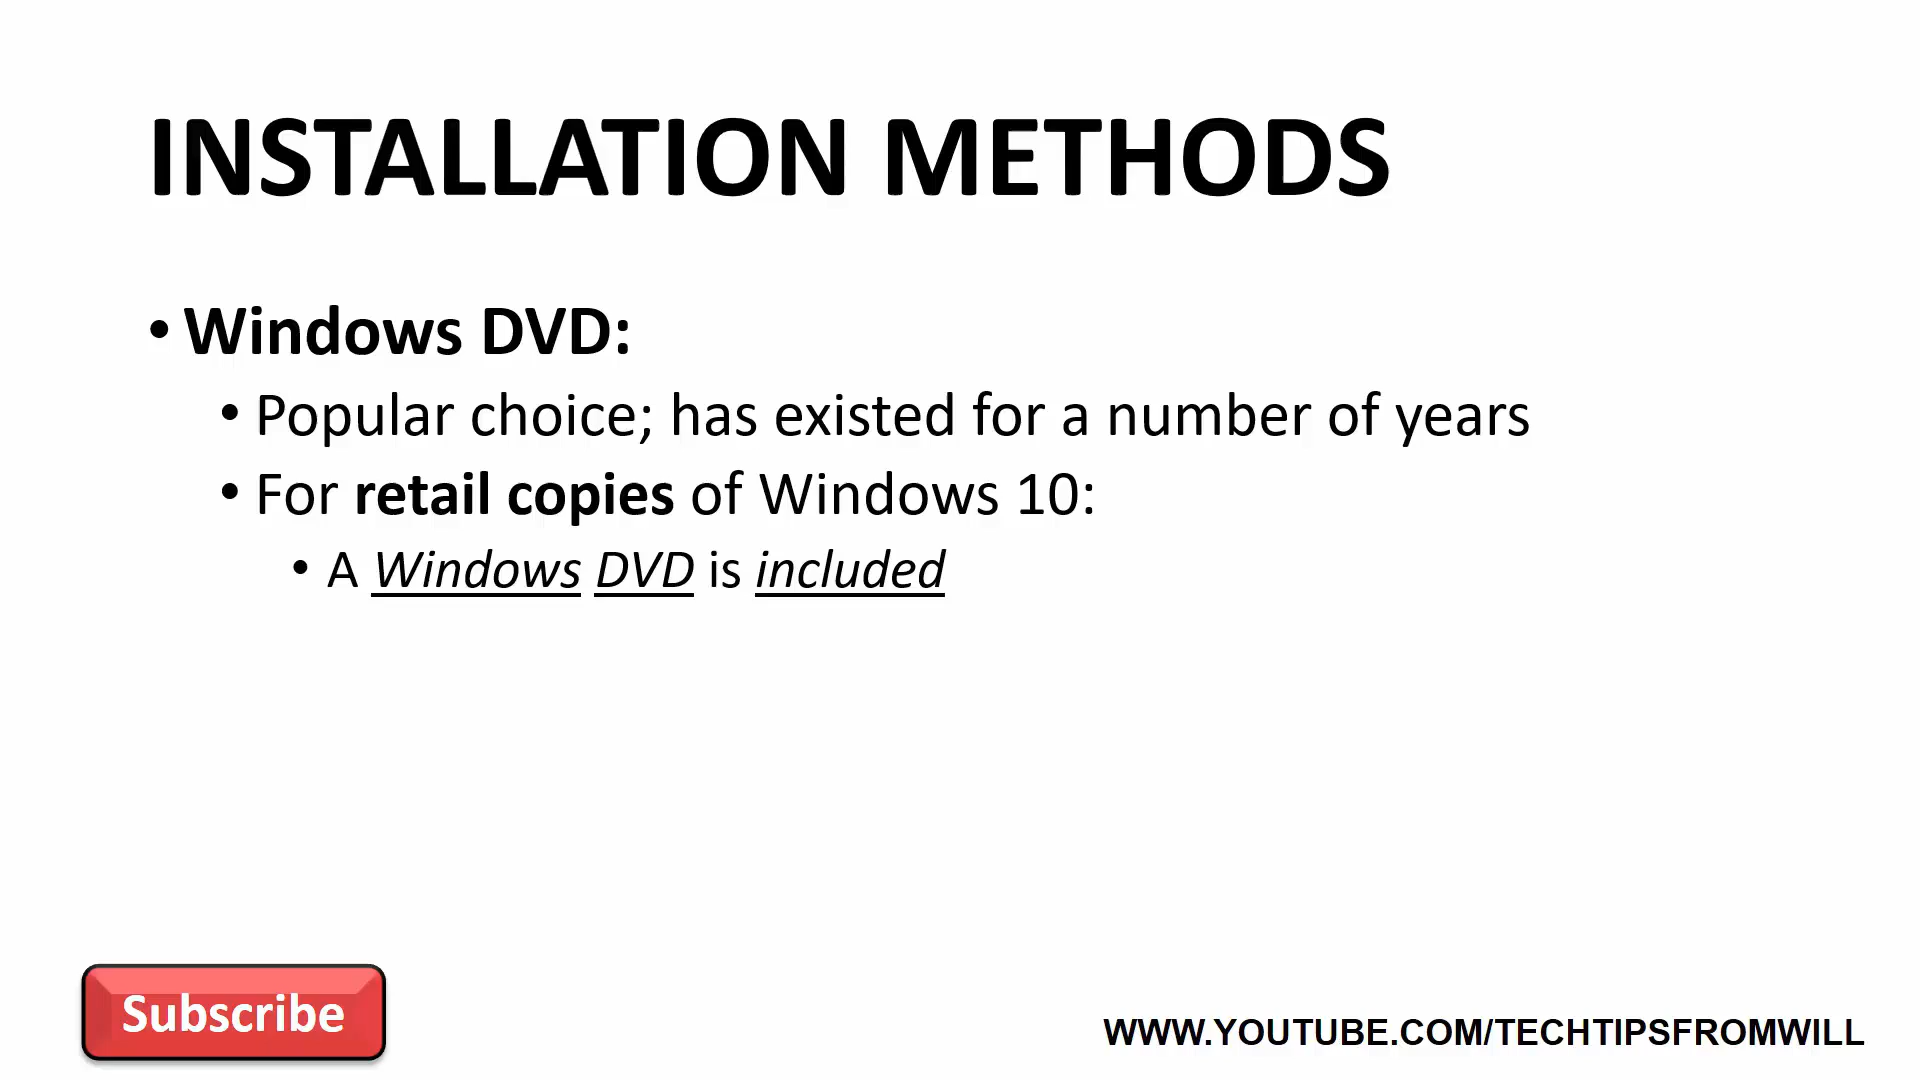 INSTALLATION METHODS
• Windows DVD:
• Popular choice; has existed for a number of years
• For retail copies of Windows 10:
• A Windows DVD is included
Subscribe
WWW.YOUTUBE.COM/TECHTIPSFROMWILL